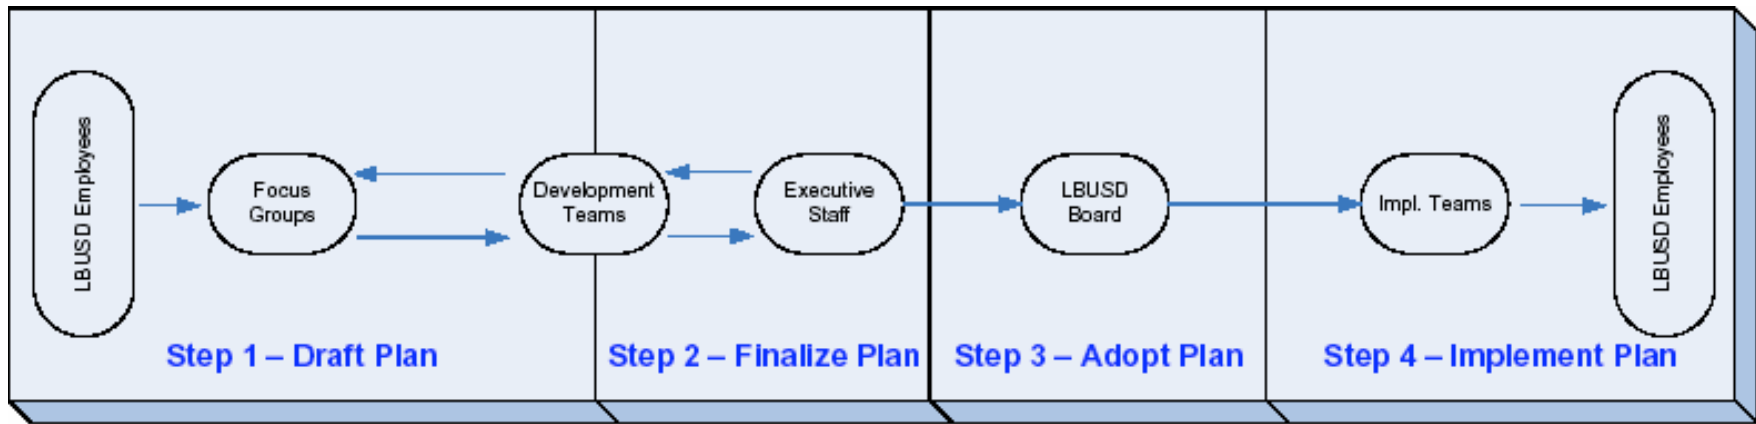 LBUSD Employees
Focus
Groups
Development
Teams
Executive
Staff
LBUSD
Board
Impl. Teams
LBUSD Employees
Step 1 – Draft Plan
Step 2 – Finalize Plan
Step 3 – Adopt Plan
Step 4 – Implement Plan